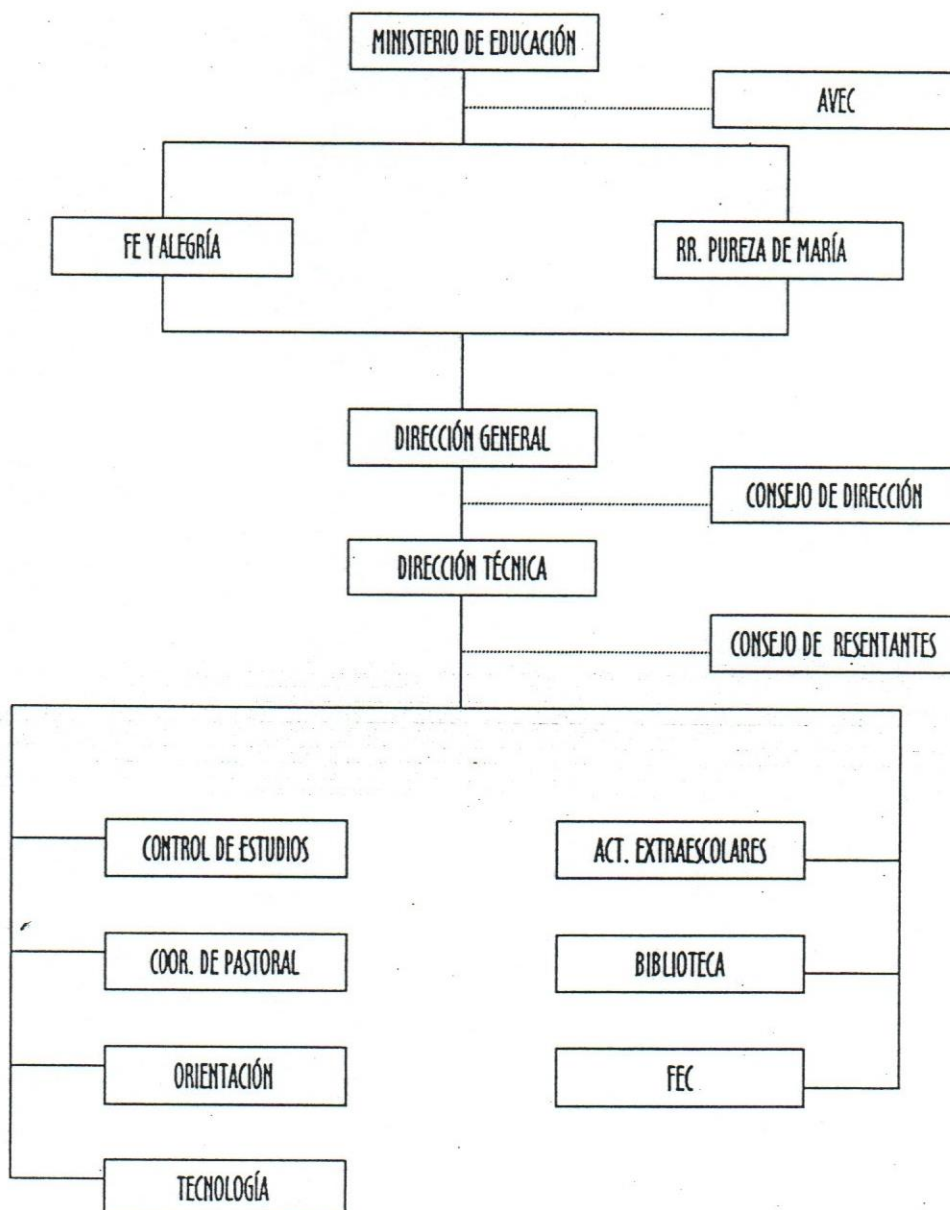 MINISTERIO DE EDUCACIÓN
AVEC
FE Y ALEGRÍA
RR. PUREZA DE MARÍA
DIRECCIÓN GENERAL
CONSEJO DE DIRECCIÓN
DIRECCIÓN TÉCNICA
CONSEJO DE RESENTANTES
CONTROL DE ESTUDIOS
ACT. EXTRAESCOLARES
COOR. DE PASTORAL
BIBLIOTECA
ORIENTACIÓN
FEC
TECNOLOGÍA